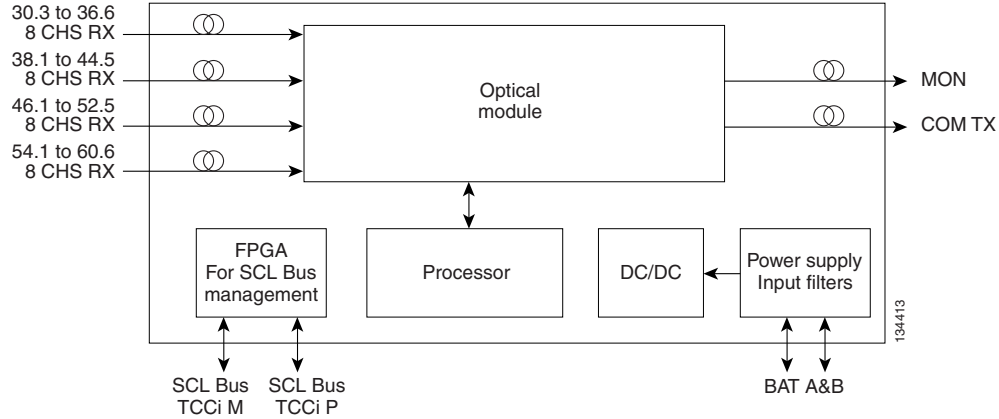 30.3 to 36.6
8 CHS RX
38.1 to 44.5
8 CHS RX
46.1 to 52.5
8 CHS RX
54.1 to 60.6
8 CHS RX
Optical
module
MON
COM TX
FPGA
For SCL Bus
management
Processor
DC/DC
Power supply
Input filters
134413
SCL Bus
TCCi M
SCL Bus
TCCi P
BAT A&B